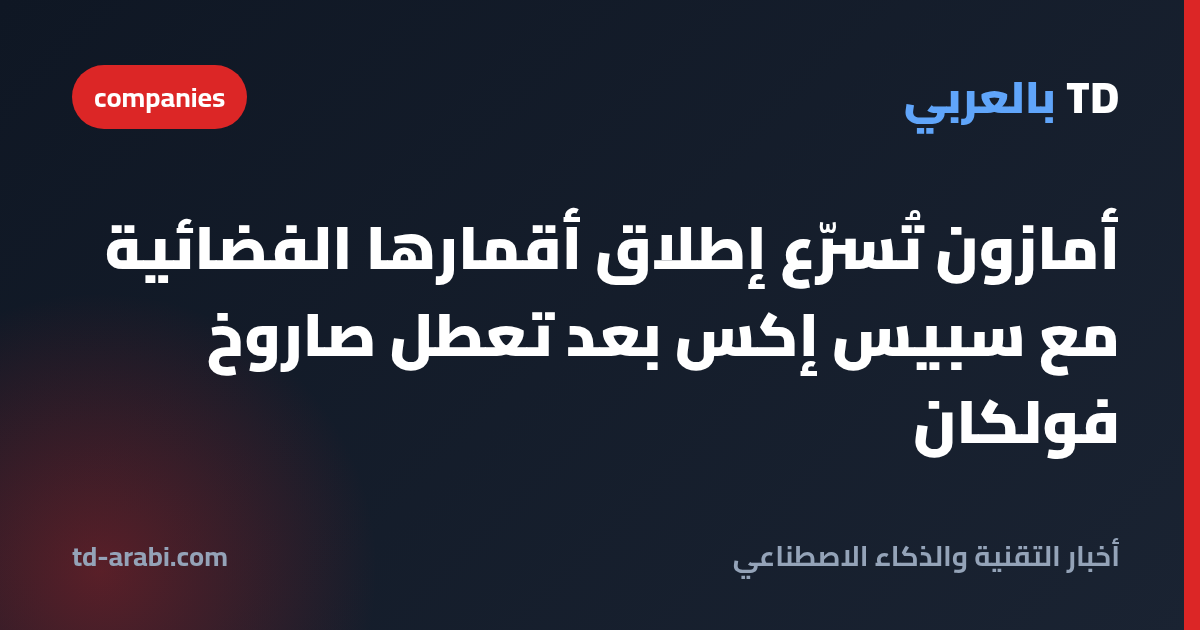 TD بالعربي
companies
أمازون تُسرّع إطلاق أقمارها الفضائية
مع سبيس إكس بعد تعطل صاروخ
فولكان
أخبار التقنية والذكاء الاصطناعي
td-arabi.com